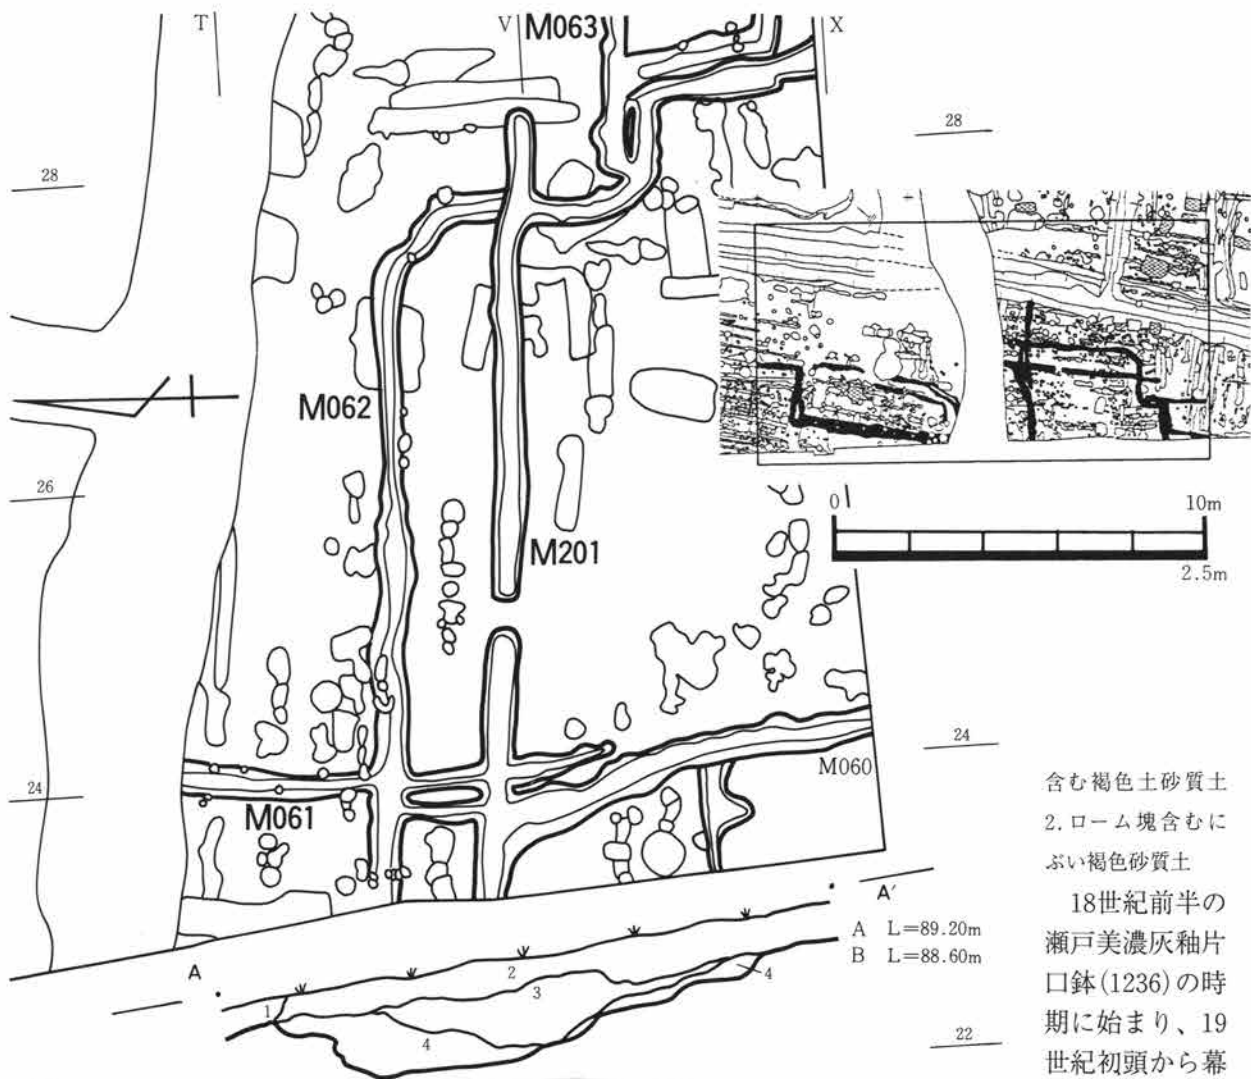 T
V
M063
X
28
28
M062
0
10m
2.5m
26
M201
24
24
M060
M061
含む褐色土砂質土
2.ローム塊含むに
ぶい褐色砂質土
A′
A L=89.20m
B L=88.60m
A
1
2
3
4
4
22
18世紀前半の
瀬戸美濃灰釉片
口鉢(1236)の時
期に始まり、19
世紀初頭から幕